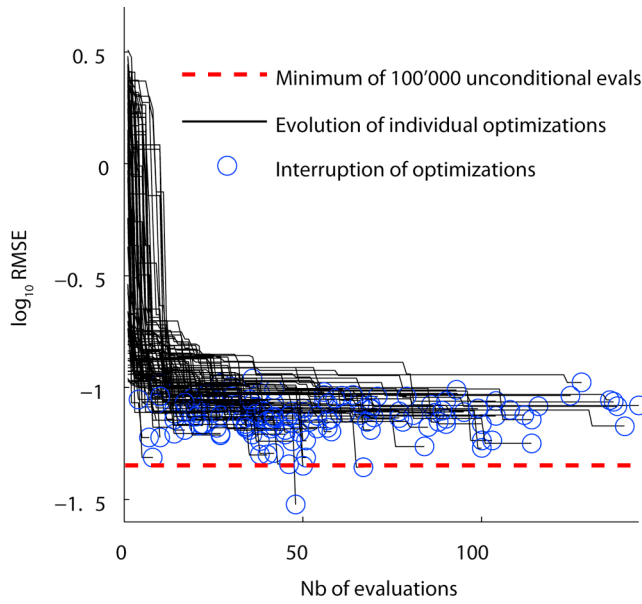 0. 5
Minimum of 100'000 unconditional evals
Evolution of individual optimizations
0
Interruption of optimizations
log10 RMSE
−0. 5
−1
−1. 5
0 50 100
Nb of evaluations